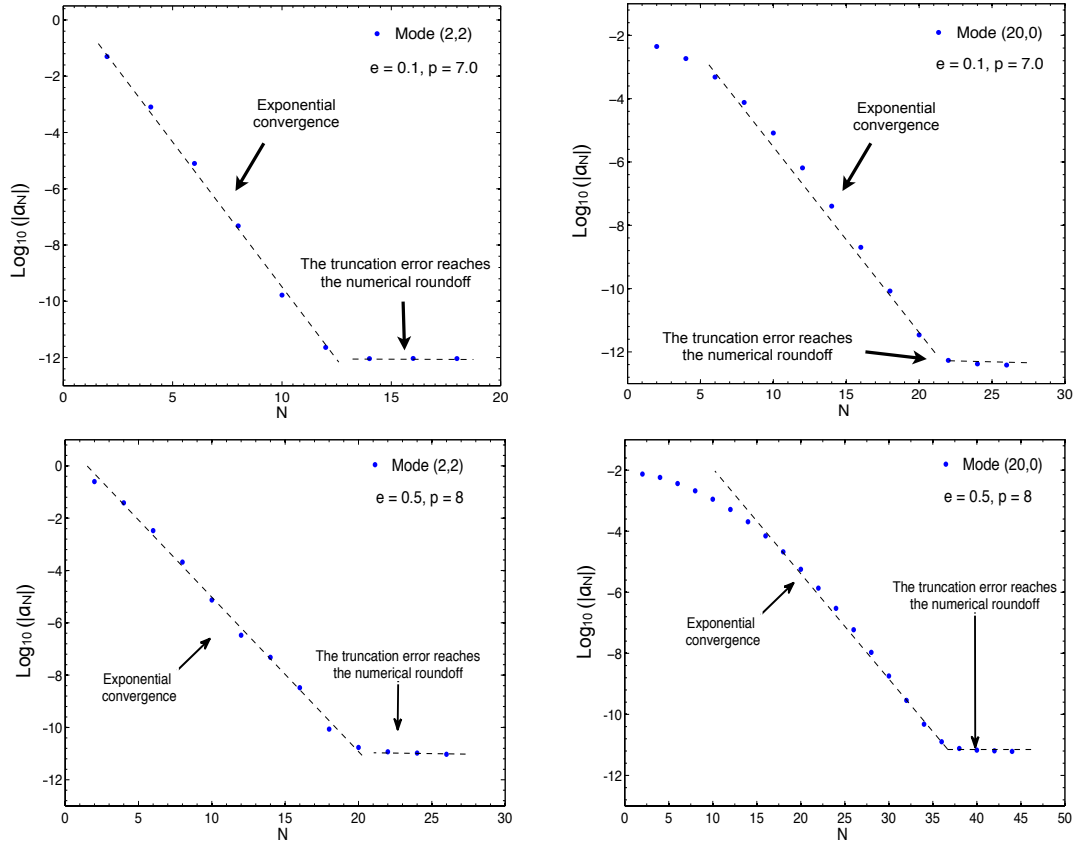 Mode (2,2)
e = 0.1, p = 7.0
Exponential
convergence
The truncation error reaches
the numerical roundoff
Log10 (|aN|)
0
−2
−4
−6
−8
−10
−12
0 5 10 15 20
N
Mode (20,0)
e = 0.1, p = 7.0
Exponential
convergence
The truncation error reaches
the numerical roundoff
Log10 (|aN|)
−2
−4
−6
−8
−10
−12
0 5 10 15 20 25 30
N
Mode (2,2)
e = 0.5, p = 8
Exponential
convergence
The truncation error reaches
the numerical roundoff
Log10 (|aN|)
0
-2
-4
-6
-8
-10
-12
0 5 10 15 20 25 30
N
Mode (20,0)
e = 0.5, p = 8
The truncation error reaches
the numerical roundoff
Exponential
convergence
Log10 (|aN|)
-2
-4
-6
-8
-10
-12
0 5 10 15 20 25 30 35 40 45 50
N